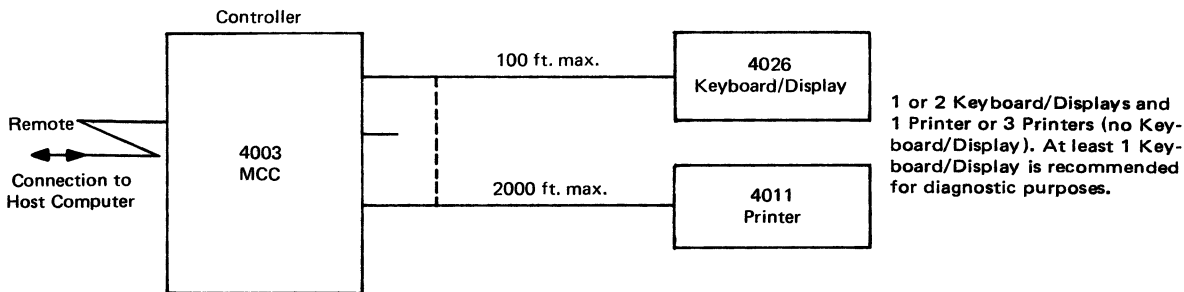 Controller
Remote
Connection to
Host Computer
4003
MCC
100 ft. max.
4026
Keyboard/Display
2000 ft. max.
4011
Printer
1 or 2 Keyboard/Displays and
1 Printer or 3 Printers (no Key-
board/Display). At least 1 Key-
board/Display is recommended
for diagnostic purposes.